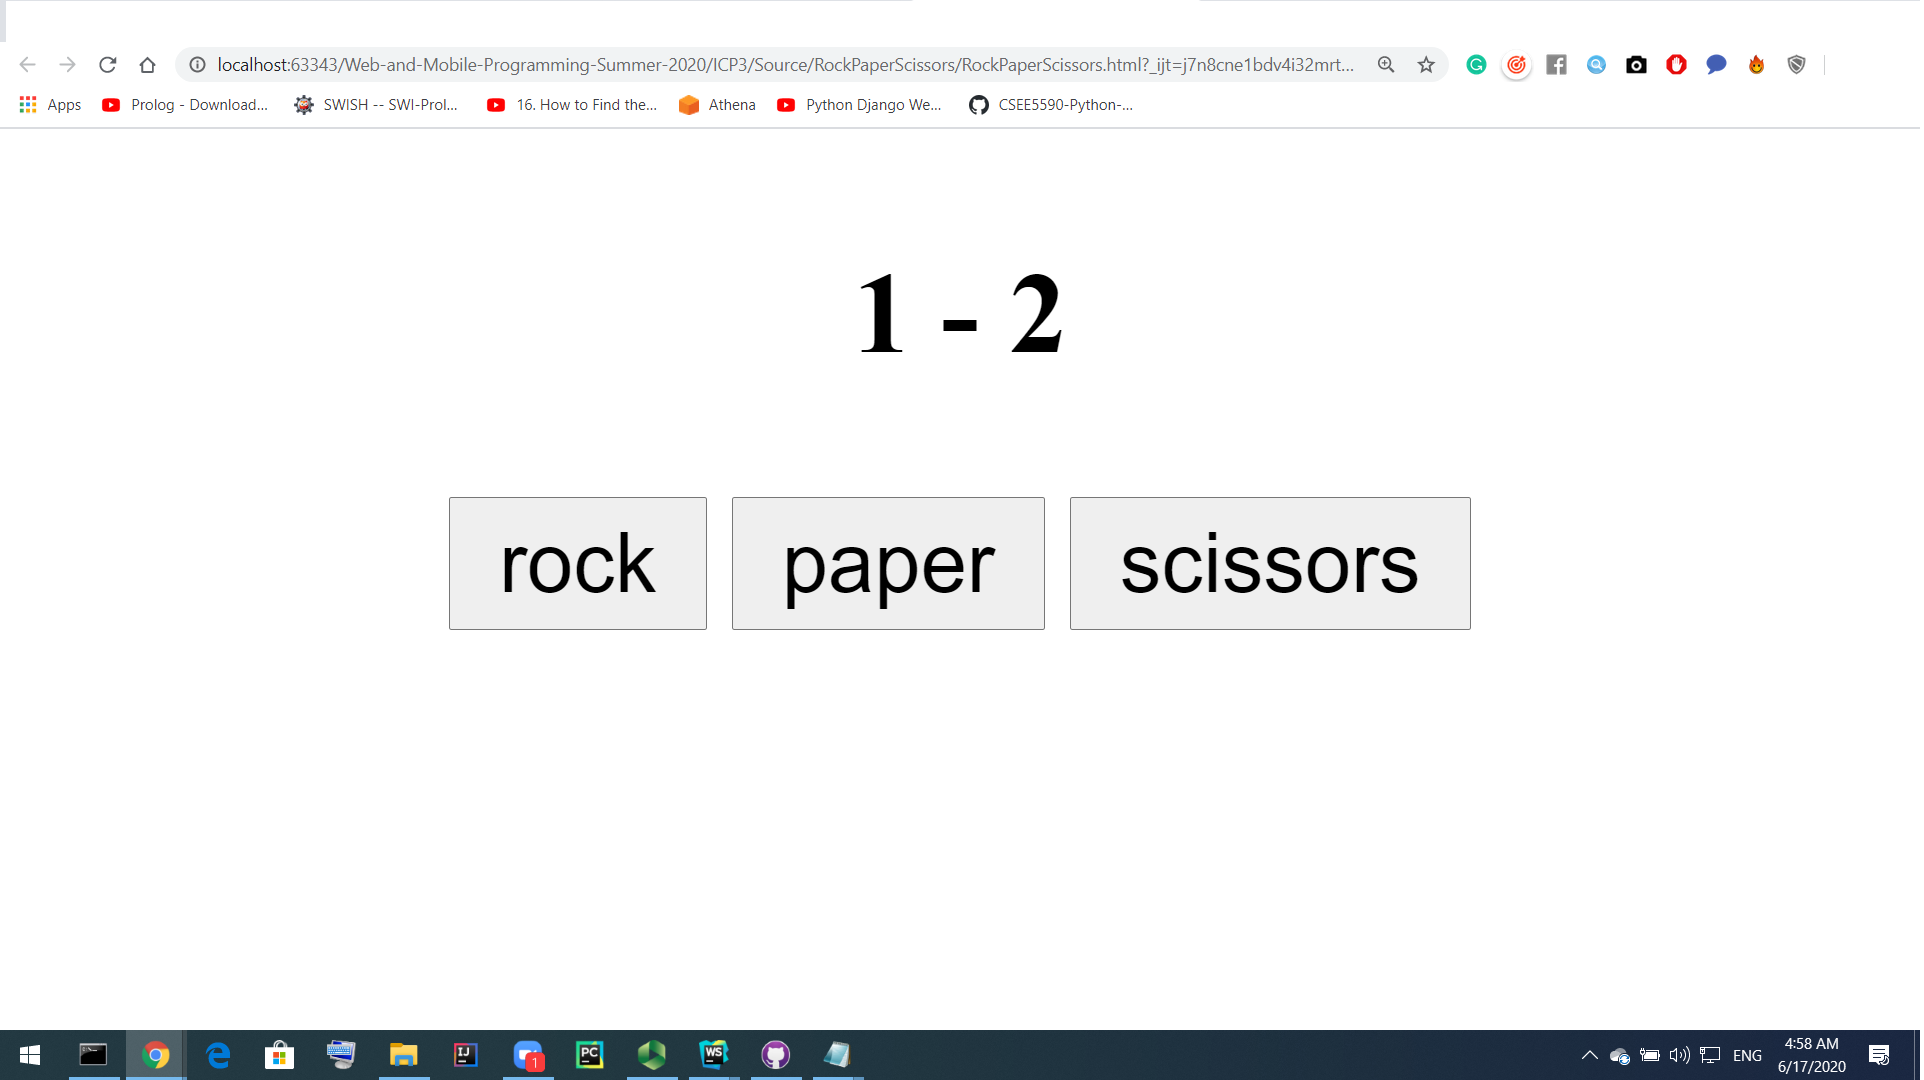 localhost:63343/Web-and-Mobile-Programming-Summer-2020/ICP3/Source/RockPaperScissors/RockPaperScissors.html?_ijt=j7n8cne1bdv4i32mrt...
Apps Prolog - Download... SWISH -- SWI-Prol... 16. How to Find the... Athena Python Django We... CSEE5590-Python-...
1 - 2
rock paper scissors
ENG 4:58 AM
6/17/2020